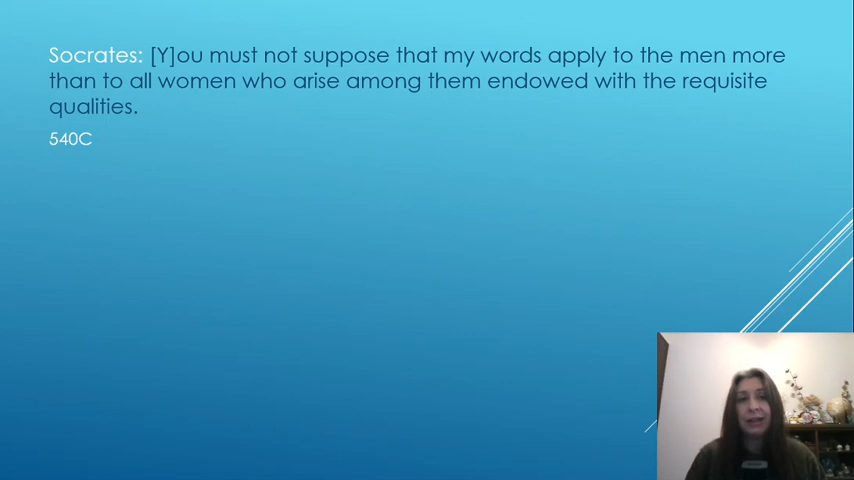 Socrates: [Y]ou must not suppose that my words apply to the men more
than to all women who arise among them endowed with the requisite
qualities.
540C